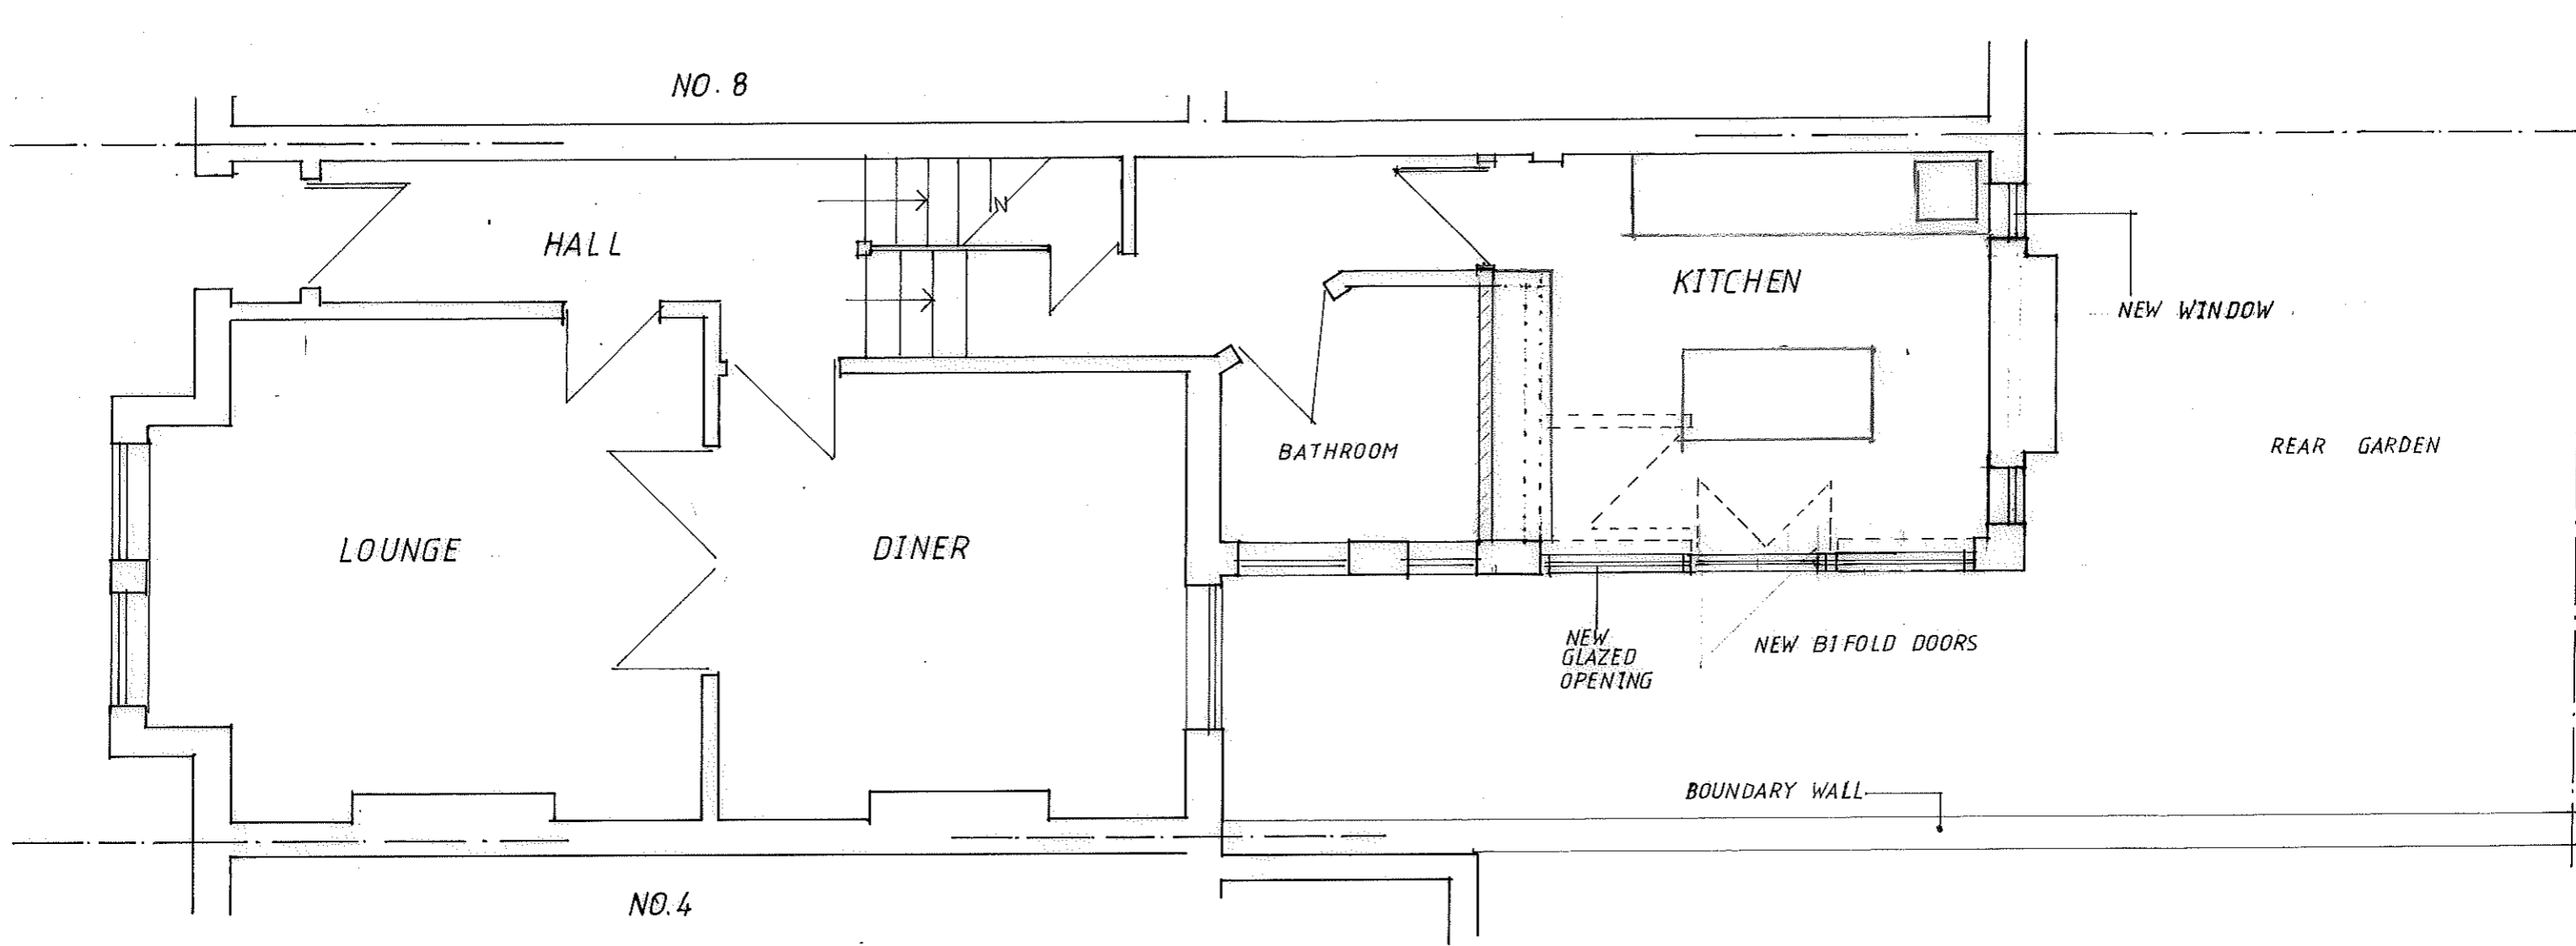 NO. 8
HALL
N
KITCHEN
NEW WINDOW
REAR GARDEN
BATHROOM
LOUNGE
DINER
NEW
GLAZED
OPENING
NEW BIFOLD DOORS
BOUNDARY WALL
NO.4